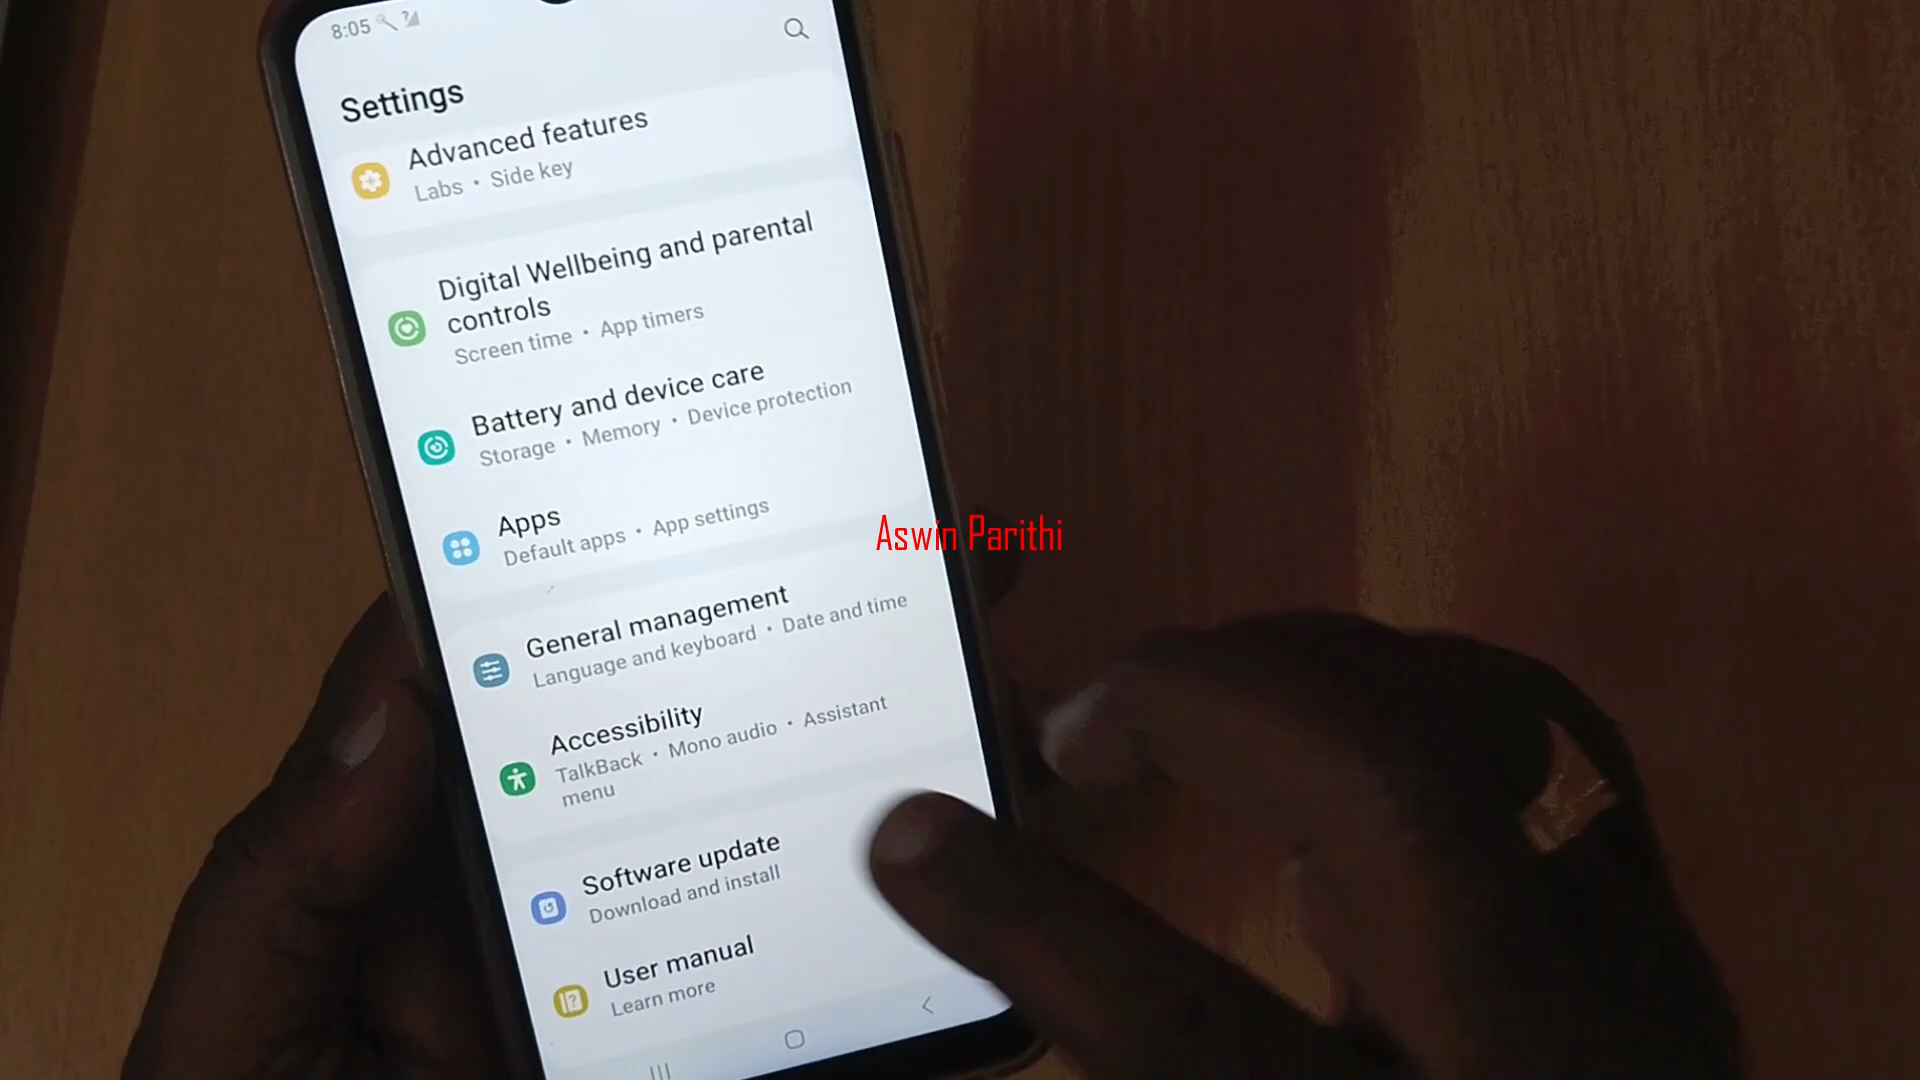 8:05
Settings
Advanced features
Labs • Side key
Digital Wellbeing and parental
controls
Screen time • App timers
Battery and device care
Storage • Memory • Device protection
Apps
Default apps • App settings
Aswin Parithi
General management
Language and keyboard • Date and time
Accessibility
TalkBack • Mono audio • Assistant
menu
Software update
Download and install
User manual
Learn more